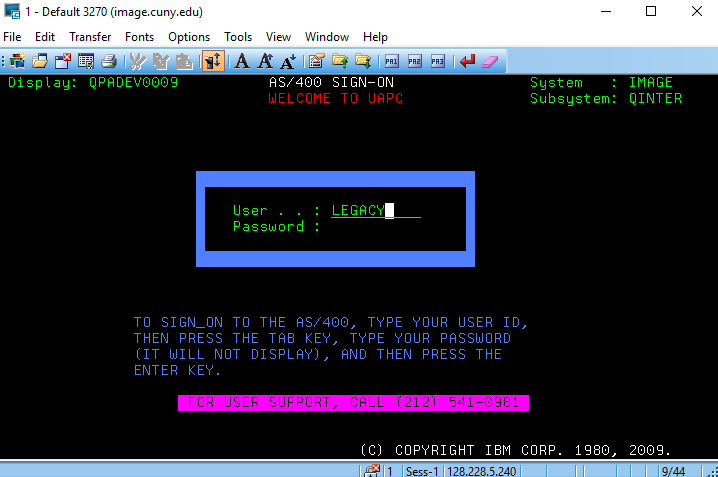 1 - Default 3270 (image.cuny.edu)
File Edit Transfer Fonts Options Tools View Window Help
A A A PA1 PA2 PA3
Display: QPADEV0009 AS/400 SIGN-ON System : IMAGE
WELCOME TO UAPC Subsystem: QINTER
User . . : LEGACY
Password :
TO SIGN_ON TO THE AS/400, TYPE YOUR USER ID,
THEN PRESS THE TAB KEY, TYPE YOUR PASSWORD
(IT WILL NOT DISPLAY), AND THEN PRESS THE
ENTER KEY.
FOR USER SUPPORT, CALL (212) 541-0981
(C) COPYRIGHT IBM CORP. 1980, 2009.
1 Sess-1 128.228.5.240 9/44